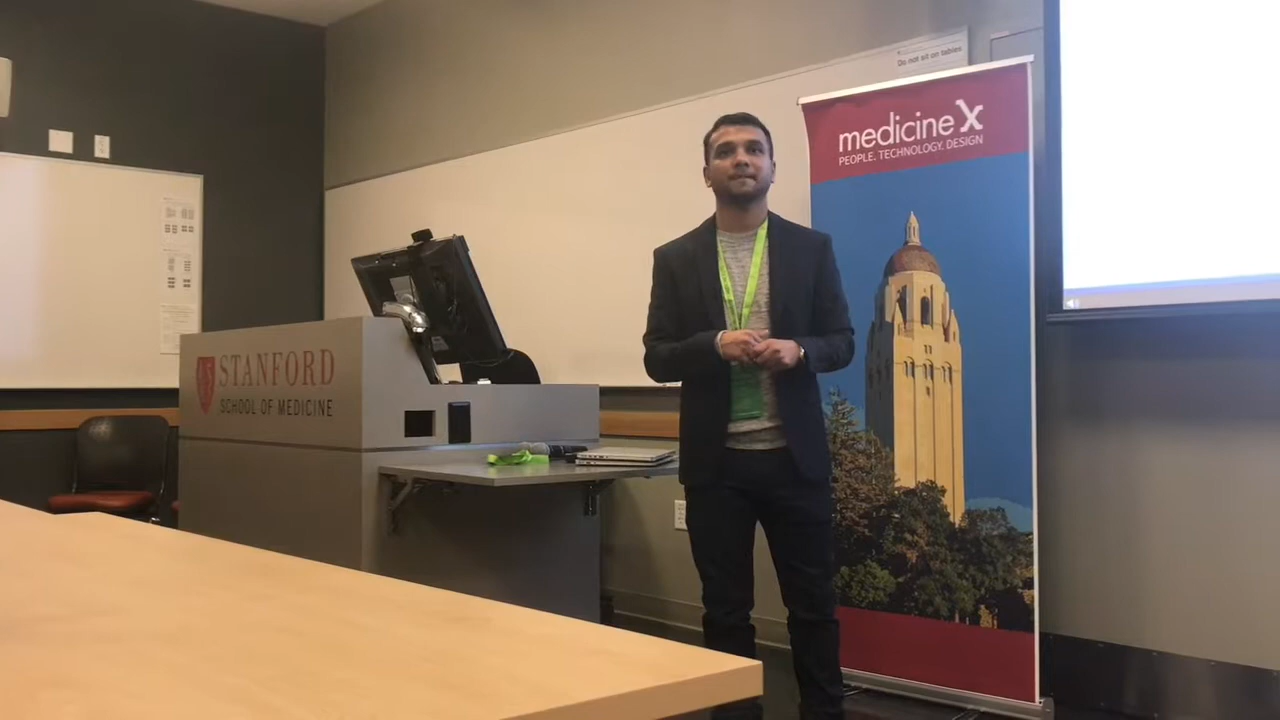 Do not sit on tables
medicine X
PEOPLE. TECHNOLOGY. DESIGN
STANFORD
SCHOOL OF MEDICINE